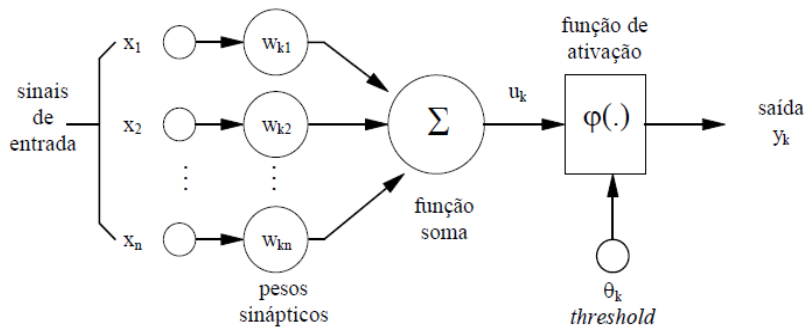 sinais
de
entrada
x1
x2
xn
wk1
wk2
wkn
pesos
sinápticos
Σ
função
soma
uk
função de
ativação
φ(.)
θk
threshold
saída
yk